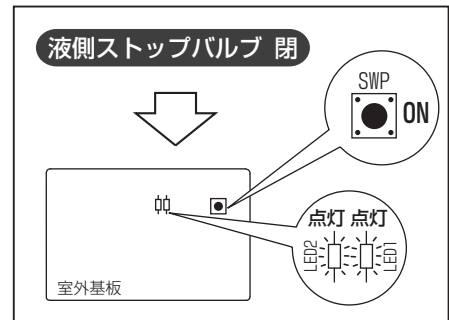 液側ストップバルブ 閉
SWP
ON
点灯 点灯
LED2
LED1
室外基板